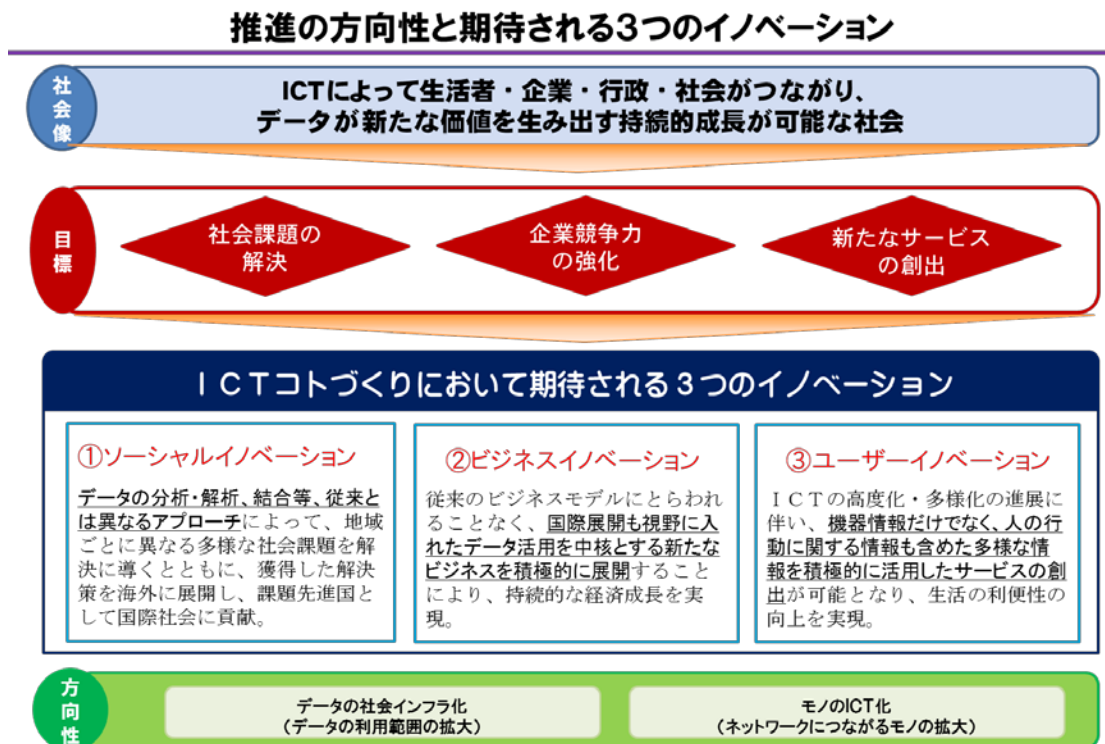 推進の方向性と期待される3つのイノベーション
社会像
ICTによって生活者・企業・行政・社会がつながり、
データが新たな価値を生み出す持続的成長が可能な社会
目標
社会課題の
解決
企業競争力
の強化
新たなサービス
の創出
ＩＣＴコトづくりにおいて期待される３つのイノベーション
①ソーシャルイノベーション
データの分析・解析、結合等、従来と
は異なるアプローチによって、地域
ごとに異なる多様な社会課題を解
決に導くとともに、獲得した解決
策を海外に展開し、課題先進国と
して国際社会に貢献。
②ビジネスイノベーション
従来のビジネスモデルにとらわれ
ることなく、国際展開も視野に入
れたデータ活用を中核とする新たな
ビジネスを積極的に展開すること
により、持続的な経済成長を実
現。
③ユーザーイノベーション
ＩＣＴの高度化・多様化の進展に
伴い、機器情報だけでなく、人の行
動に関する情報も含めた多様な情
報を積極的に活用したサービスの創
出が可能となり、生活の利便性の
向上を実現。
方向性
データの社会インフラ化
（データの利用範囲の拡大）
モノのICT化
（ネットワークにつながるモノの拡大）